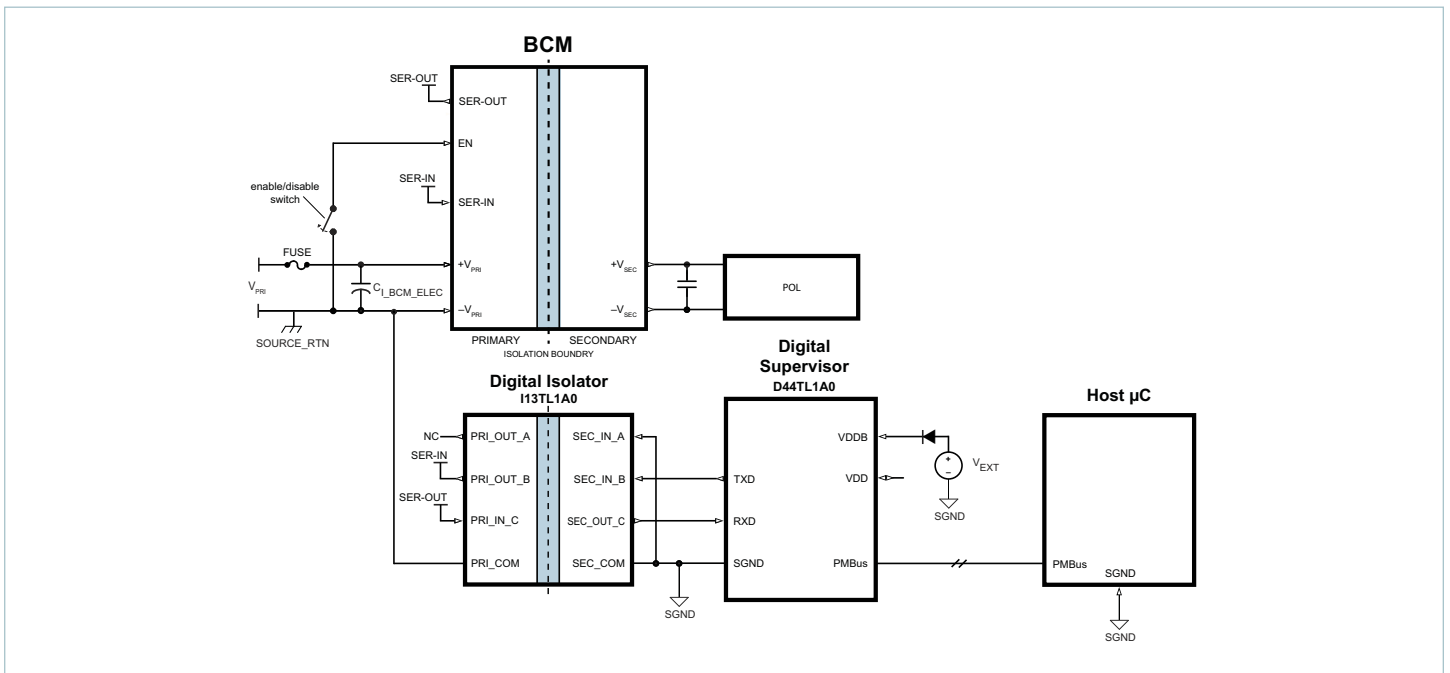 BCM
SER-OUT
SER-OUT
EN
SER-IN
SER-IN
enable/disable
switch
FUSE
+VPRI
VPRI
CI_BCM_ELEC
–VPRI
SOURCE_RTN
+VSEC
–VSEC
POL
PRIMARY
SECONDARY
ISOLATION BOUNDRY
Digital Isolator
I13TL1A0
NC
PRI_OUT_A
SEC_IN_A
SER-IN
PRI_OUT_B
SEC_IN_B
SER-OUT
PRI_IN_C
SEC_OUT_C
PRI_COM
SEC_COM
SGND
Digital
Supervisor
D44TL1A0
VDDB
TXD
VDD
RXD
SGND
PMBus
VEXT
SGND
Host µC
PMBus
SGND
SGND